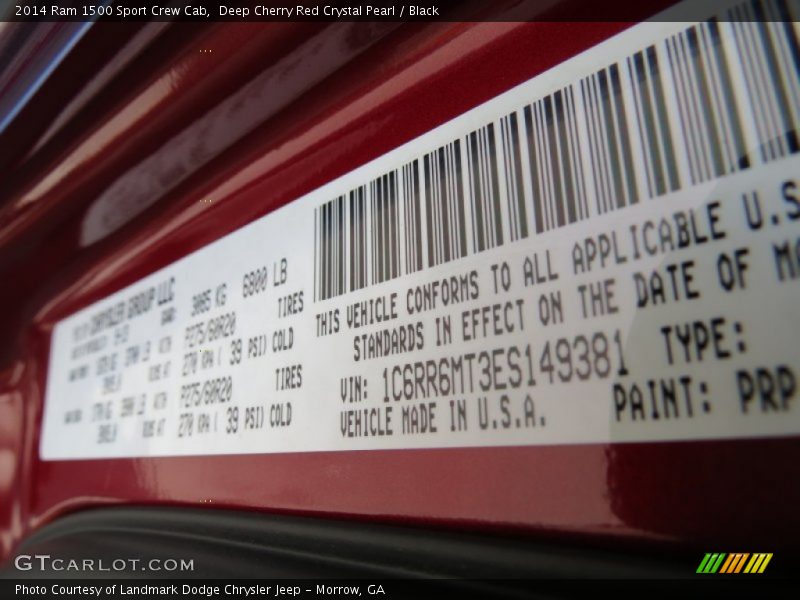 2014 Ram 1500 Sport Crew Cab,  Deep Cherry Red Crystal Pearl / Black
CHRYSLER GROUP LLC 3085 KG 6800 LB
P275/60R20 TIRES
270 KPA ( 39 PSI) COLD
P275/60R20 TIRES
270 KPA ( 39 PSI) COLD
THIS VEHICLE CONFORMS TO ALL APPLICABLE U.S
STANDARDS IN EFFECT ON THE DATE OF MA
VIN: 1C6RR6MT3ES149381 TYPE:
VEHICLE MADE IN U.S.A. PAINT: PRP
GTCARLOT.COM
Photo Courtesy of Landmark Dodge Chrysler Jeep - Morrow, GA